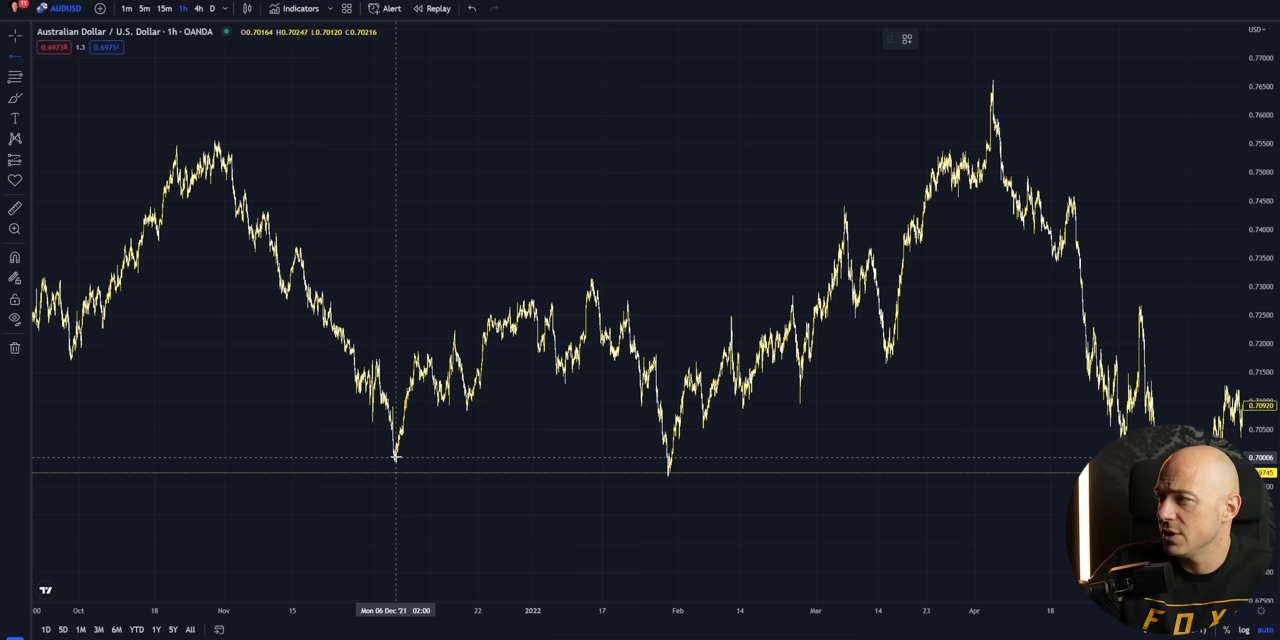 11
AUDUSD 1m 5m 15m 1h 4h D Indicators Alert Replay
Australian Dollar / U.S. Dollar · 1h · OANDA O0.70164 H0.70247 L0.70120 C0.70216
0.69738 1.3 0.69751
USD
0.77000
0.76500
0.76000
0.75500
0.75000
0.74500
0.74000
0.73500
0.73000
0.72500
0.72000
0.71500
0.70920
0.70500
0.70006
Oct 18 Nov 15 Mon 06 Dec '21 02:00 22 2022 17 Feb 14 Mar 14 23 Apr 18
1D 5D 1M 3M 6M YTD 1Y 5Y All % log auto
FOX